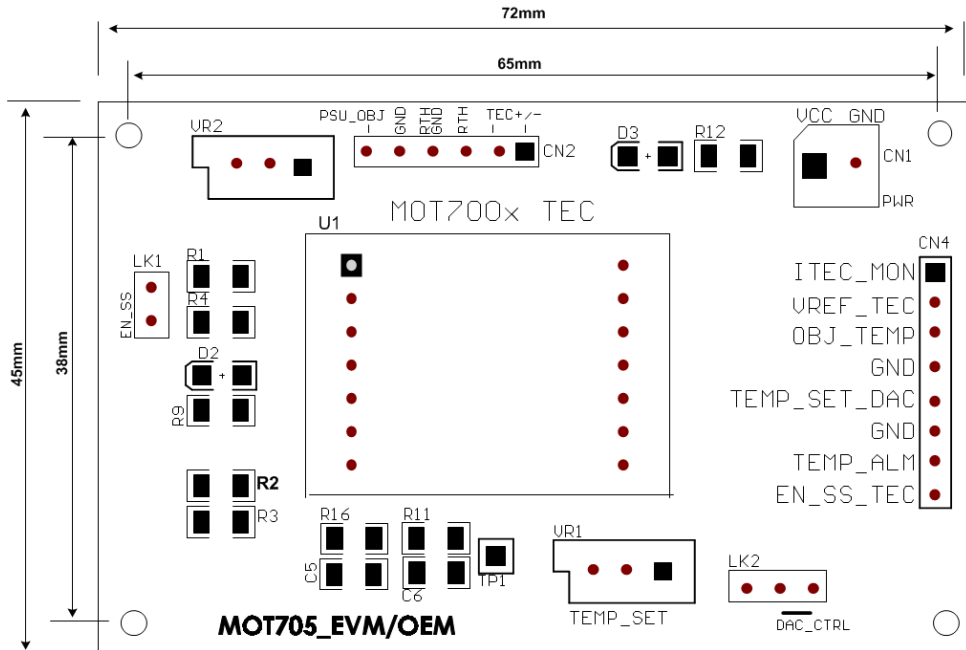 72mm
65mm
45mm
38mm
PSU_OBJ
GND
RTH
GND
RTH
TEC+/-
CN2
VR2
D3
+
R12
VCC GND
CN1
PWR
MOT700x TEC
U1
LK1
EN_SS
R1
R4
D2
+
R9
R2
R3
CN4
ITEC_MON
VREF_TEC
OBJ_TEMP
GND
TEMP_SET_DAC
GND
TEMP_ALM
EN_SS_TEC
R16
R11
C5
C6
TP1
VR1
TEMP_SET
LK2
DAC_CTRL
MOT705_EVM/OEM